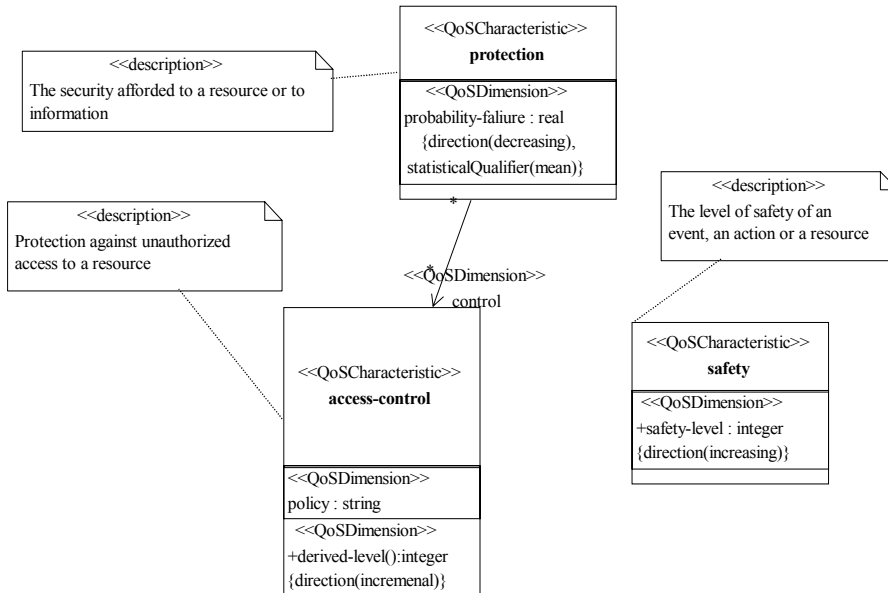 <<QoSCharacteristic>>
protection
<<QoSDimension>>
probability-faliure : real
{direction(decreasing),
statisticalQualifier(mean)}
<<description>>
The security afforded to a resource or to
information
<<description>>
The level of safety of an
event, an action or a resource
<<description>>
Protection against unauthorized
access to a resource
*
*
<<QoSDimension>>
control
<<QoSCharacteristic>>
access-control
<<QoSDimension>>
policy : string
<<QoSDimension>>
+derived-level():integer
{direction(incremenal)}
<<QoSCharacteristic>>
safety
<<QoSDimension>>
+safety-level : integer
{direction(increasing)}